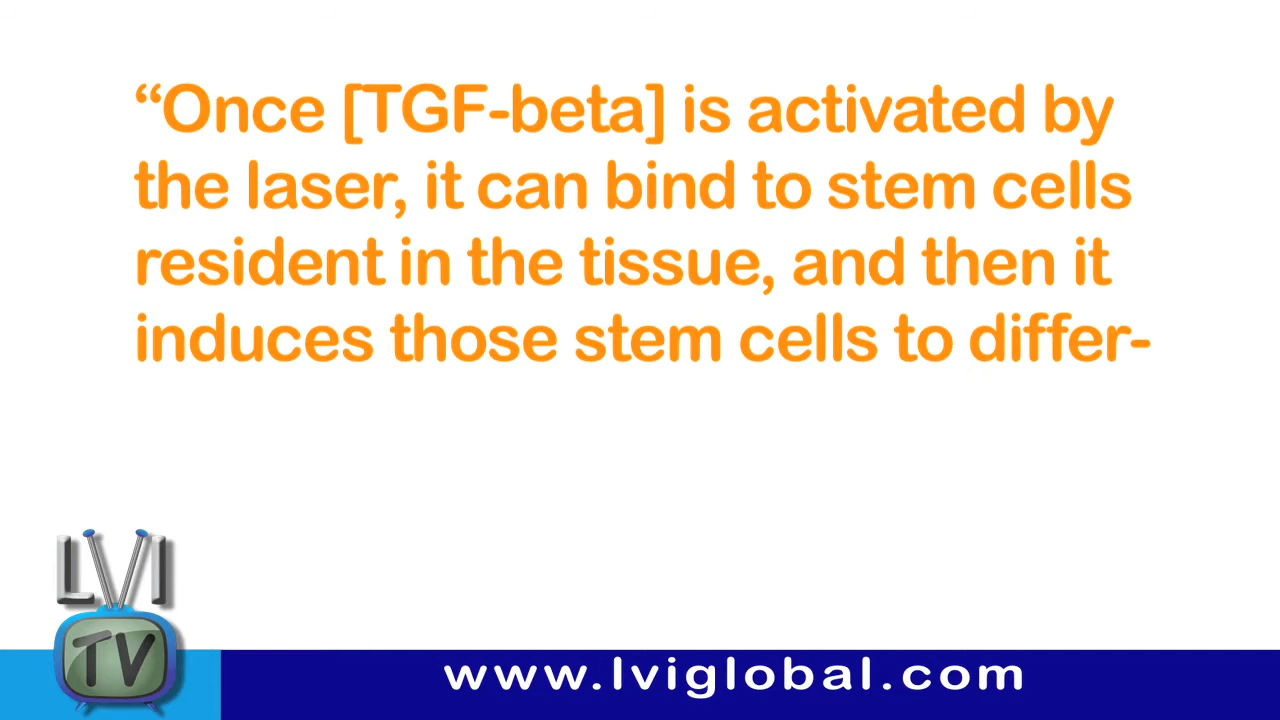 “Once [TGF-beta] is activated by
the laser, it can bind to stem cells
resident in the tissue, and then it
induces those stem cells to differ-
LVI
TV
www.lviglobal.com